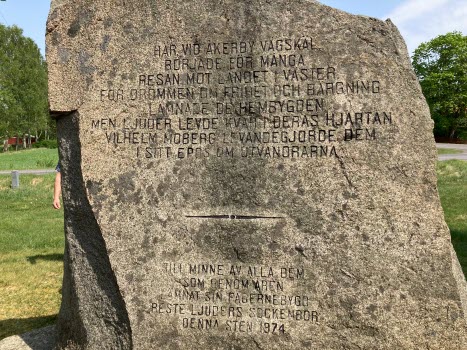 HÄR VID ÅKERBY VÄGSKÄL
BÖRJADE FÖR MÅNGA
RESAN MOT LANDET I VÄSTER
FÖR DRÖMMEN OM FRIHET OCH BÄRGNING
LÄMNADE DE HEMBYGDEN
MEN LJUDER LEVDE KVAR I DERAS HJÄRTAN
VILHELM MOBERG LEVANDEGJORDE DEM
I SITT EPOS OM UTVANDRARNA
TILL MINNE AV ALLA DEM
SOM GENOM ÅREN
LÄMNAT SIN FÄDERNEBYGD
RESTE LJUDERS SOCKENBOR
DENNA STEN 1974